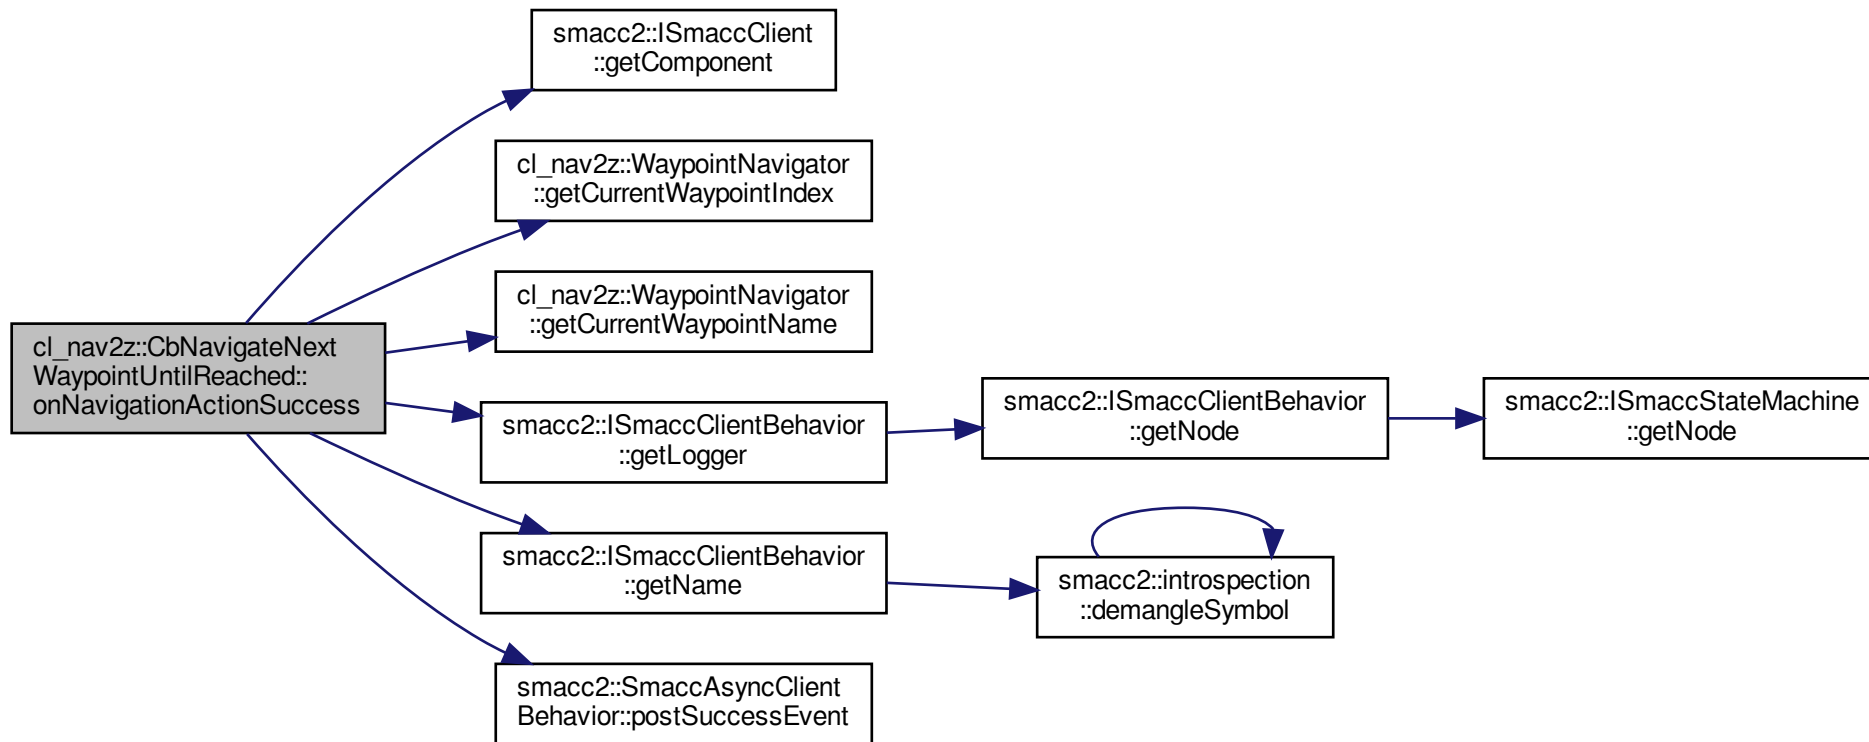 smacc2::ISmaccClient
::getComponent
cl_nav2z::WaypointNavigator
::getCurrentWaypointIndex
cl_nav2z::WaypointNavigator
::getCurrentWaypointName
cl_nav2z::CbNavigateNext
WaypointUntilReached::
onNavigationActionSuccess
smacc2::ISmaccClientBehavior
::getLogger
smacc2::ISmaccClientBehavior
::getNode
smacc2::ISmaccStateMachine
::getNode
smacc2::ISmaccClientBehavior
::getName
smacc2::introspection
::demangleSymbol
smacc2::SmaccAsyncClient
Behavior::postSuccessEvent